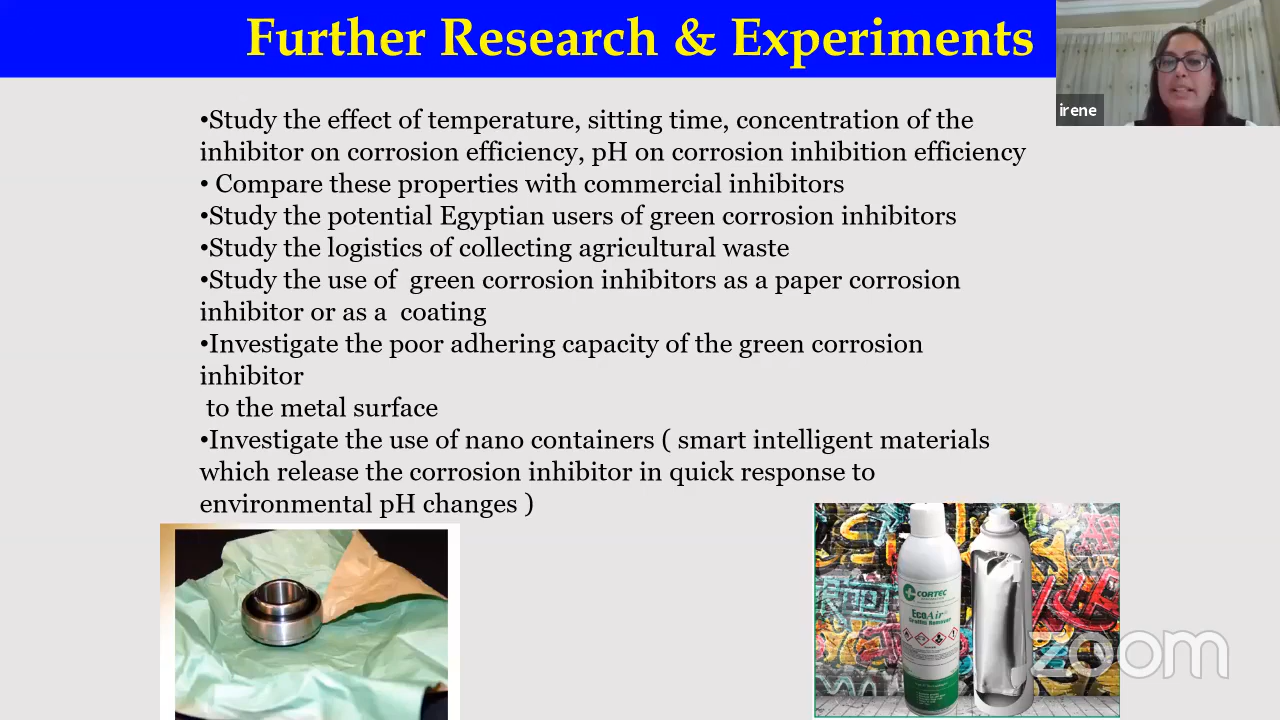 Further Research & Experiments
irene
•Study the effect of temperature, sitting time, concentration of the
inhibitor on corrosion efficiency, pH on corrosion inhibition efficiency
• Compare these properties with commercial inhibitors
•Study the potential Egyptian users of green corrosion inhibitors
•Study the logistics of collecting agricultural waste
•Study the use of  green corrosion inhibitors as a paper corrosion
inhibitor or as a  coating
•Investigate the poor adhering capacity of the green corrosion
inhibitor
to the metal surface
•Investigate the use of nano containers ( smart intelligent materials
which release the corrosion inhibitor in quick response to
environmental pH changes )
CORTEC
EcoAir®
Graffiti Remover
zoom